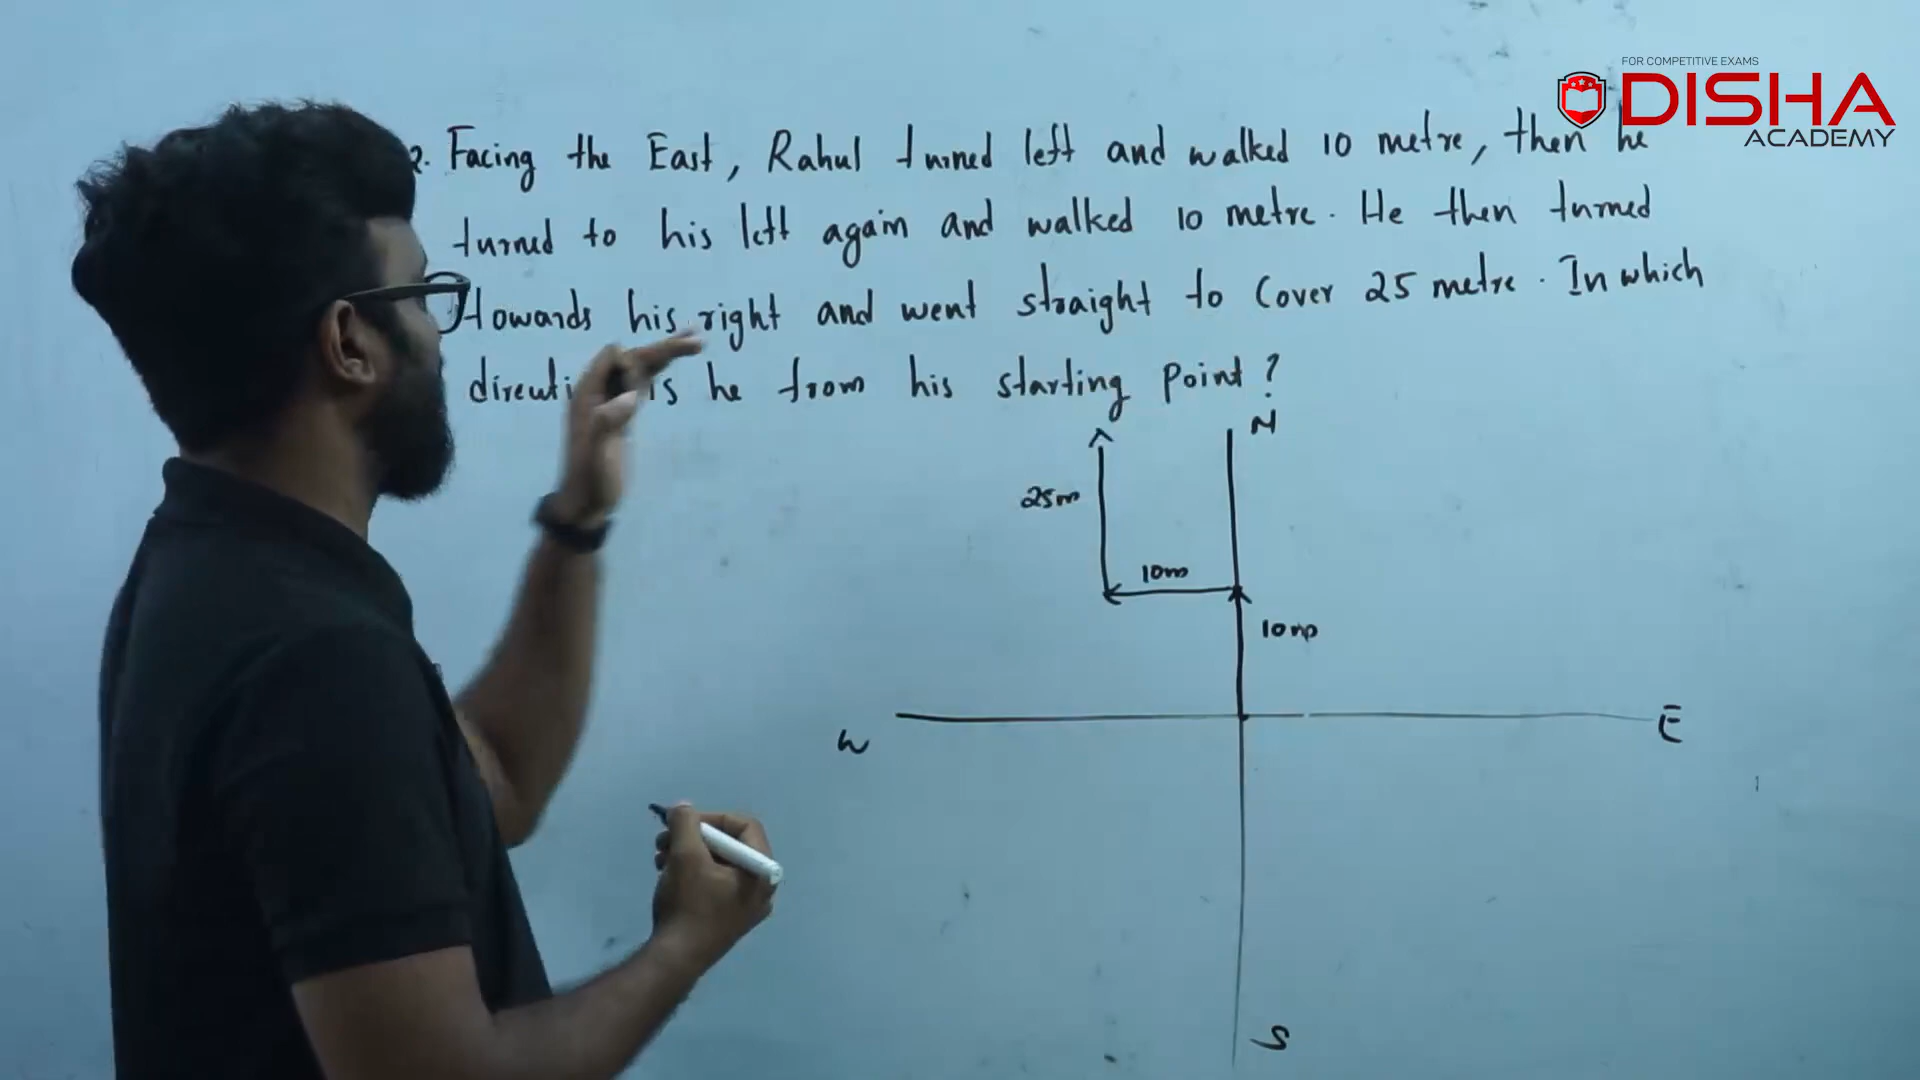 FOR COMPETITIVE EXAMS
DISHA
ACADEMY
2. Facing the East, Rahul turned left and walked 10 metre, then he
turned to his left again and walked 10 metre. He then turned
towards his right and went straight to Cover 25 metre. In which
is he from his starting Point?
N
25m
10m
10m
W
E
S